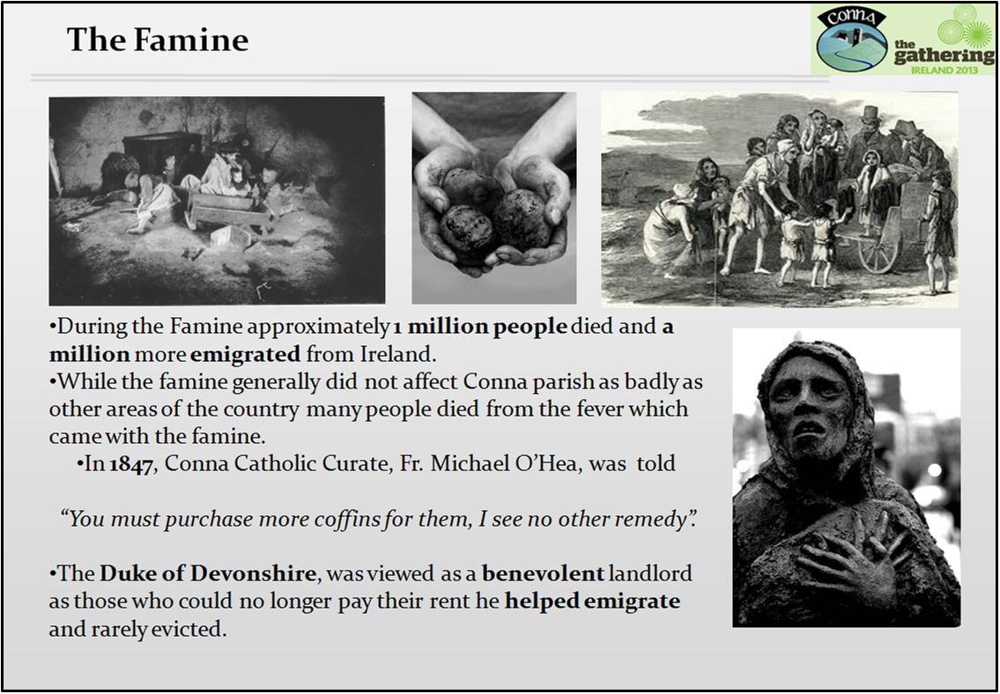 The Famine
Conna
the
gathering
IRELAND 2013
•During the Famine approximately 1 million people died and a
million more emigrated from Ireland.
•While the famine generally did not affect Conna parish as badly as
other areas of the country many people died from the fever which
came with the famine.
•In 1847, Conna Catholic Curate, Fr. Michael O’Hea, was told
“You must purchase more coffins for them, I see no other remedy”.
•The Duke of Devonshire, was viewed as a benevolent landlord
as those who could no longer pay their rent he helped emigrate
and rarely evicted.